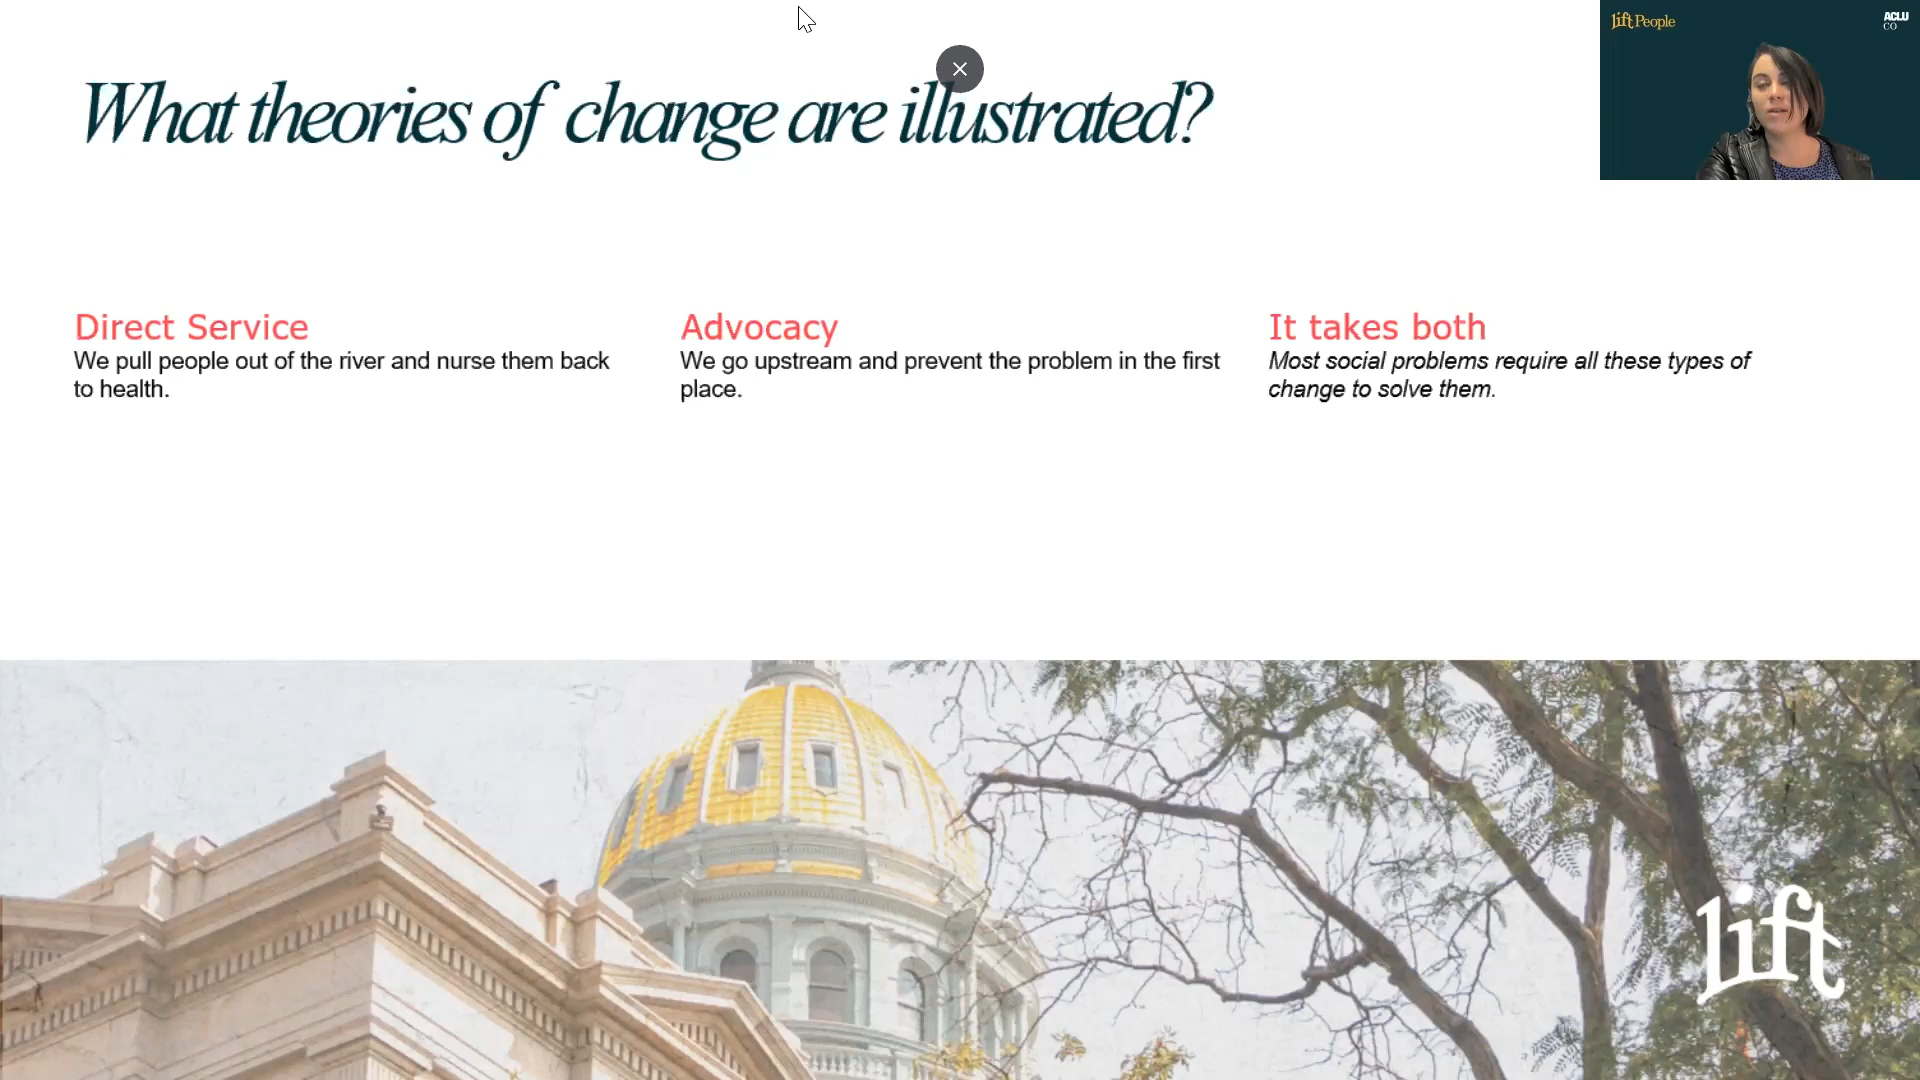 What theories of change are illustrated?
lift People
ACLU
CO
Direct Service
We pull people out of the river and nurse them back
to health.
Advocacy
We go upstream and prevent the problem in the first
place.
It takes both
Most social problems require all these types of
change to solve them.
lift